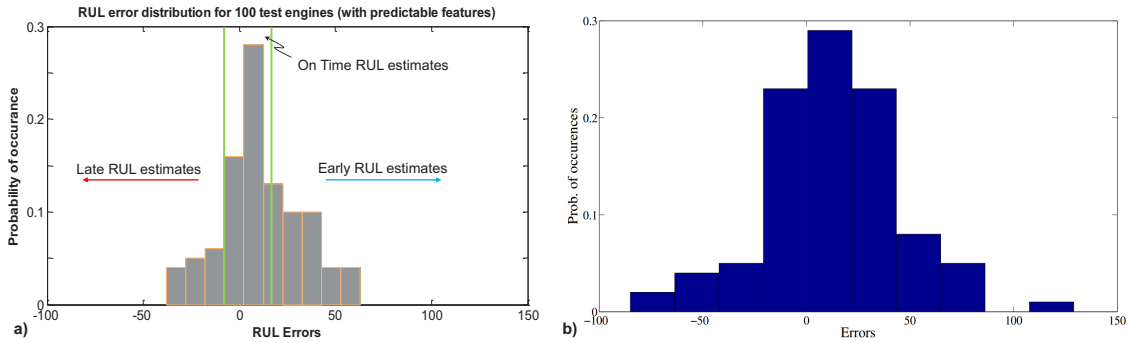 RUL error distribution for 100 test engines (with predictable features)
0.3
0.2
0.1
0
Probability of occurance
On Time RUL estimates
Late RUL estimates
Early RUL estimates
-100
-50
0
50
100
150
RUL Errors
a)
0.3
0.2
0.1
0
Prob. of occurences
−100
−50
0
50
100
150
Errors
b)